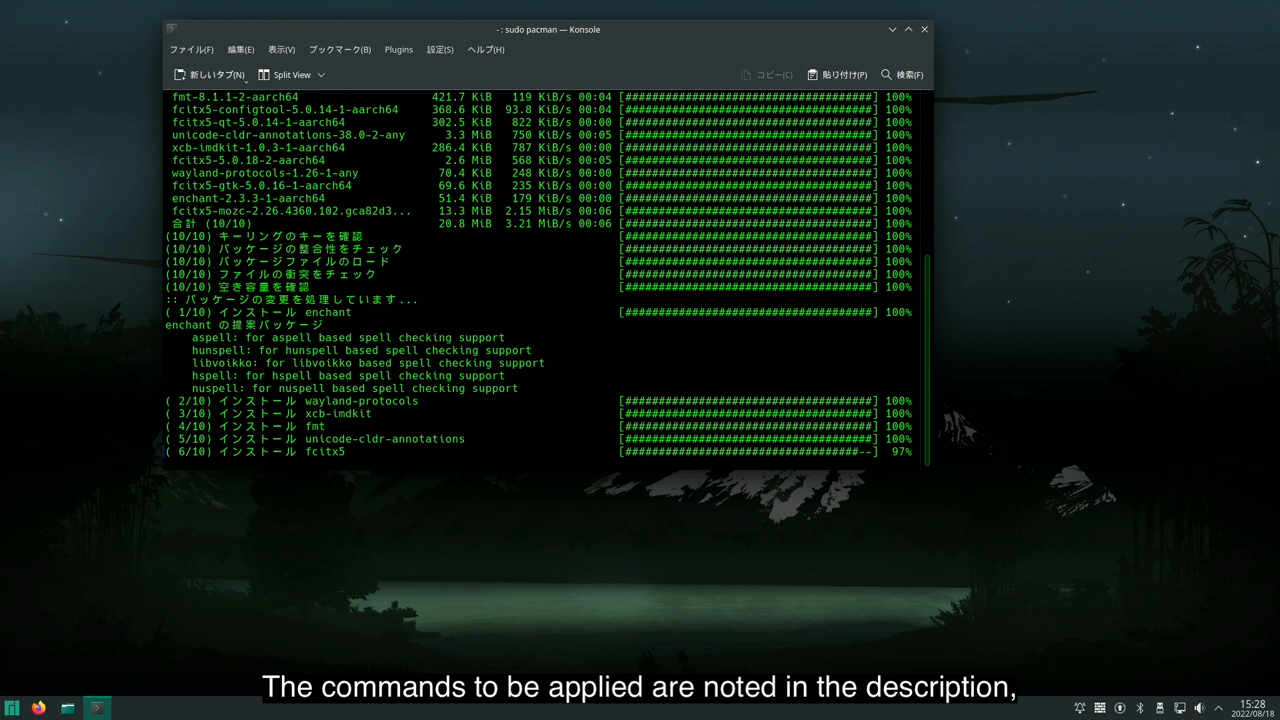 - : sudo pacman — Konsole
ファイル(F) 編集(E) 表示(V) ブックマーク(B) Plugins 設定(S) ヘルプ(H)
新しいタブ(N) Split View コピー(C) 貼り付け(P) 検索(F)
fmt-8.1.1-2-aarch64 421.7 KiB 119 KiB/s 00:04 [#####################################] 100%
fcitx5-configtool-5.0.14-1-aarch64 368.6 KiB 93.8 KiB/s 00:04 [#####################################] 100%
fcitx5-qt-5.0.14-1-aarch64 302.5 KiB 822 KiB/s 00:00 [#####################################] 100%
unicode-cldr-annotations-38.0-2-any 3.3 MiB 750 KiB/s 00:05 [#####################################] 100%
xcb-imdkit-1.0.3-1-aarch64 286.4 KiB 787 KiB/s 00:00 [#####################################] 100%
fcitx5-5.0.18-2-aarch64 2.6 MiB 568 KiB/s 00:05 [#####################################] 100%
wayland-protocols-1.26-1-any 70.4 KiB 248 KiB/s 00:00 [#####################################] 100%
fcitx5-gtk-5.0.16-1-aarch64 69.6 KiB 235 KiB/s 00:00 [#####################################] 100%
enchant-2.3.3-1-aarch64 51.4 KiB 179 KiB/s 00:00 [#####################################] 100%
fcitx5-mozc-2.26.4360.102.gca82d3... 13.3 MiB 2.15 MiB/s 00:06 [#####################################] 100%
合計 (10/10) 20.8 MiB 3.21 MiB/s 00:06 [#####################################] 100%
(10/10) キーリングのキーを確認 [#####################################] 100%
(10/10) パッケージの整合性をチェック [#####################################] 100%
(10/10) パッケージファイルのロード [#####################################] 100%
(10/10) ファイルの衝突をチェック [#####################################] 100%
(10/10) 空き容量を確認 [#####################################] 100%
:: パッケージの変更を処理しています...
( 1/10) インストール enchant [#####################################] 100%
enchant の提案パッケージ
aspell: for aspell based spell checking support
hunspell: for hunspell based spell checking support
libvoikko: for libvoikko based spell checking support
hspell: for hspell based spell checking support
nuspell: for nuspell based spell checking support
( 2/10) インストール wayland-protocols [#####################################] 100%
( 3/10) インストール xcb-imdkit [#####################################] 100%
( 4/10) インストール fmt [#####################################] 100%
( 5/10) インストール unicode-cldr-annotations [#####################################] 100%
( 6/10) インストール fcitx5 [###################################--] 97%
The commands to be applied are noted in the description,
15:28
2022/08/18